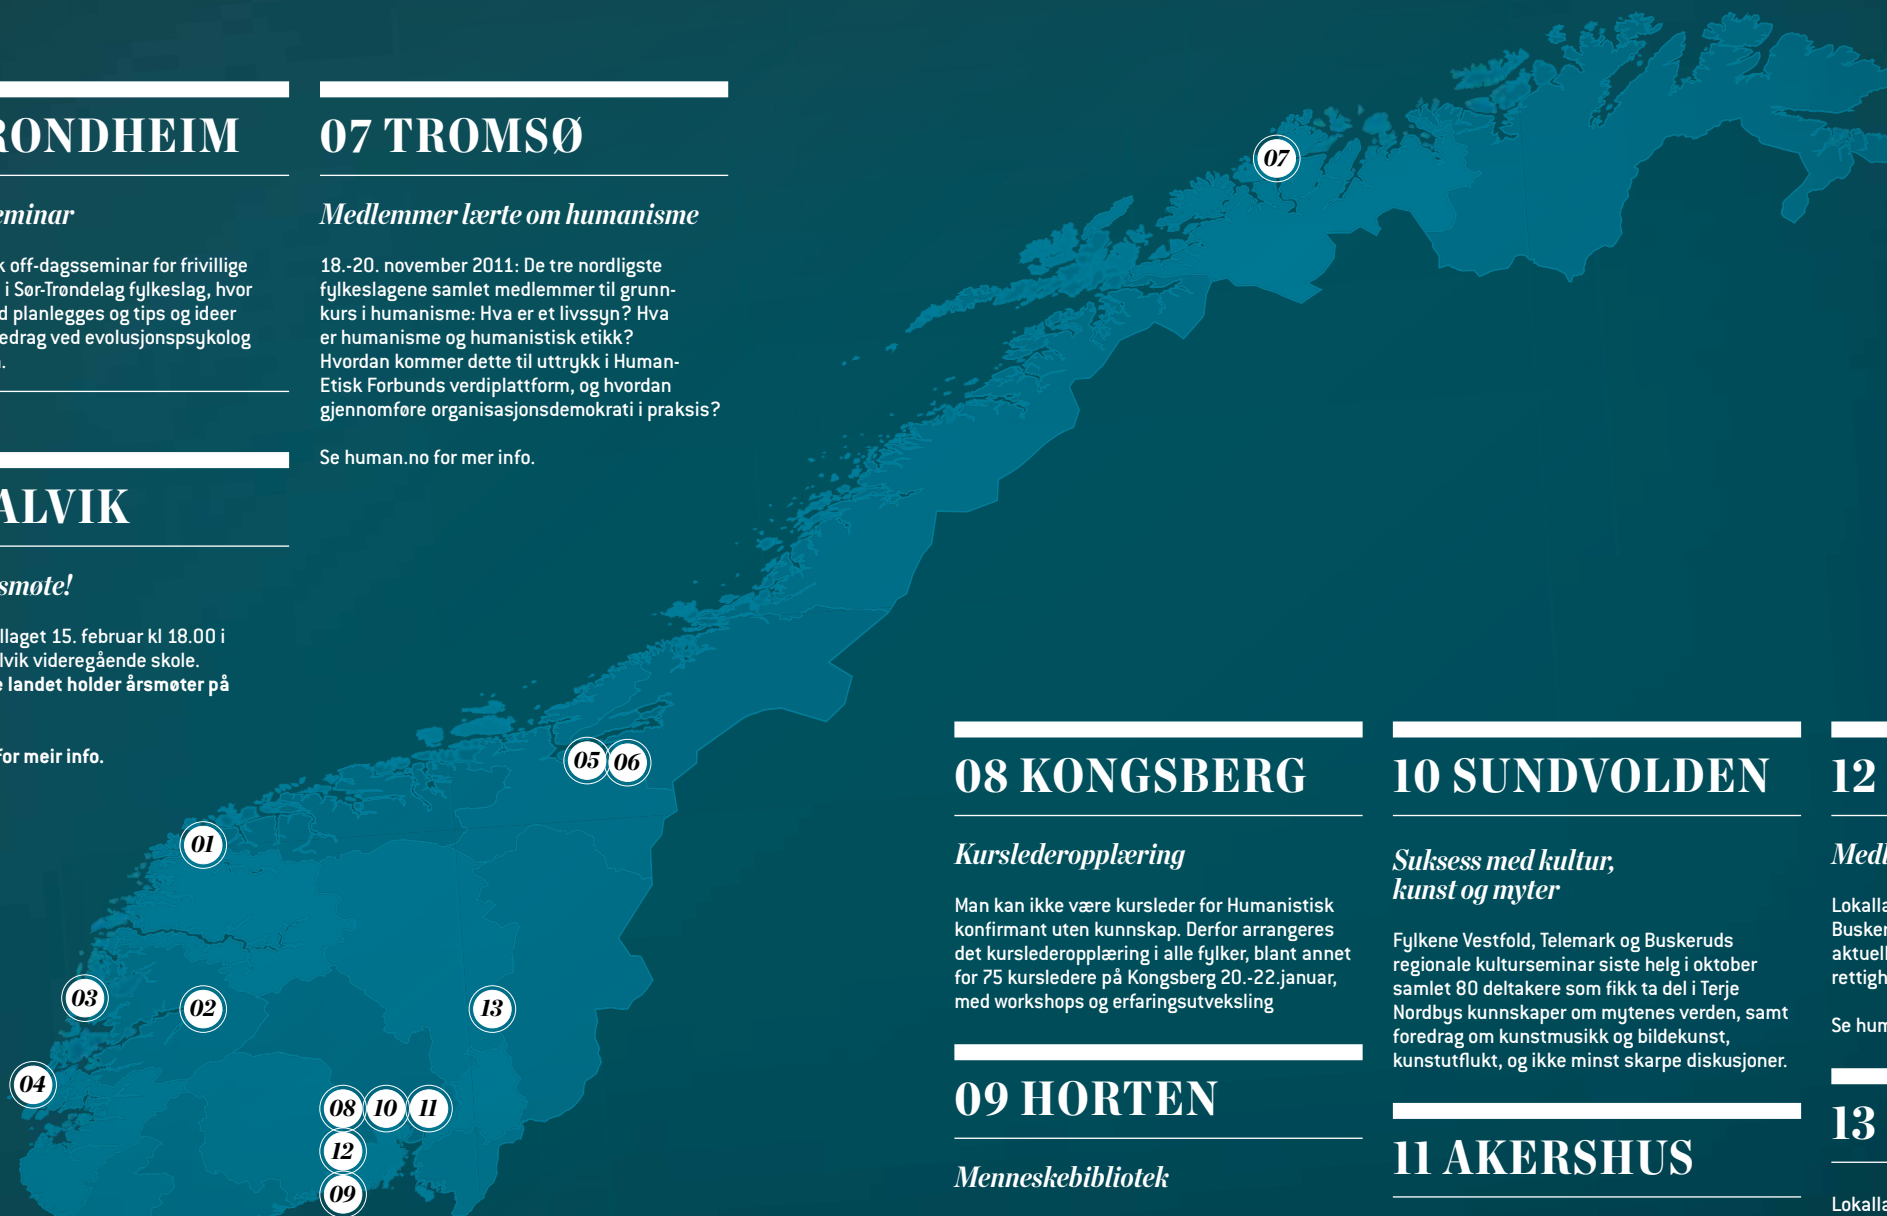 RONDHEIM
eminar
k off-dagsseminar for frivillige
i Sør-Trøndelag fylkeslag, hvor
d planlegges og tips og ideer
edrag ved evolusjonspsykolog
ALVIK
smøte!
llaget 15. februar kl 18.00 i
lvik videregående skole.
e landet holder årsmøter på
for meir info.
07 TROMSØ
Medlemmer lærte om humanisme
18.-20. november 2011: De tre nordligste
fylkeslagene samlet medlemmer til grunn-
kurs i humanisme: Hva er et livssyn? Hva
er humanisme og humanistisk etikk?
Hvordan kommer dette til uttrykk i Human-
Etisk Forbunds verdiplattform, og hvordan
gjennomføre organisasjonsdemokrati i praksis?
Se human.no for mer info.
07
05 06
01
03
02
13
04
08 10 11
12
09
08 KONGSBERG
Kurslederopplæring
Man kan ikke være kursleder for Humanistisk
konfirmant uten kunnskap. Derfor arrangeres
det kurslederopplæring i alle fylker, blant annet
for 75 kursledere på Kongsberg 20.-22.januar,
med workshops og erfaringsutveksling
09 HORTEN
Menneskebibliotek
10 SUNDVOLDEN
Suksess med kultur,
kunst og myter
Fylkene Vestfold, Telemark og Buskeruds
regionale kulturseminar siste helg i oktober
samlet 80 deltakere som fikk ta del i Terje
Nordbys kunnskaper om mytenes verden, samt
foredrag om kunstmusikk og bildekunst,
kunstutflukt, og ikke minst skarpe diskusjoner.
11 AKERSHUS
12
Medl
Lokalla
Busker
aktuell
rettigh
Se hum
13
Lokalla